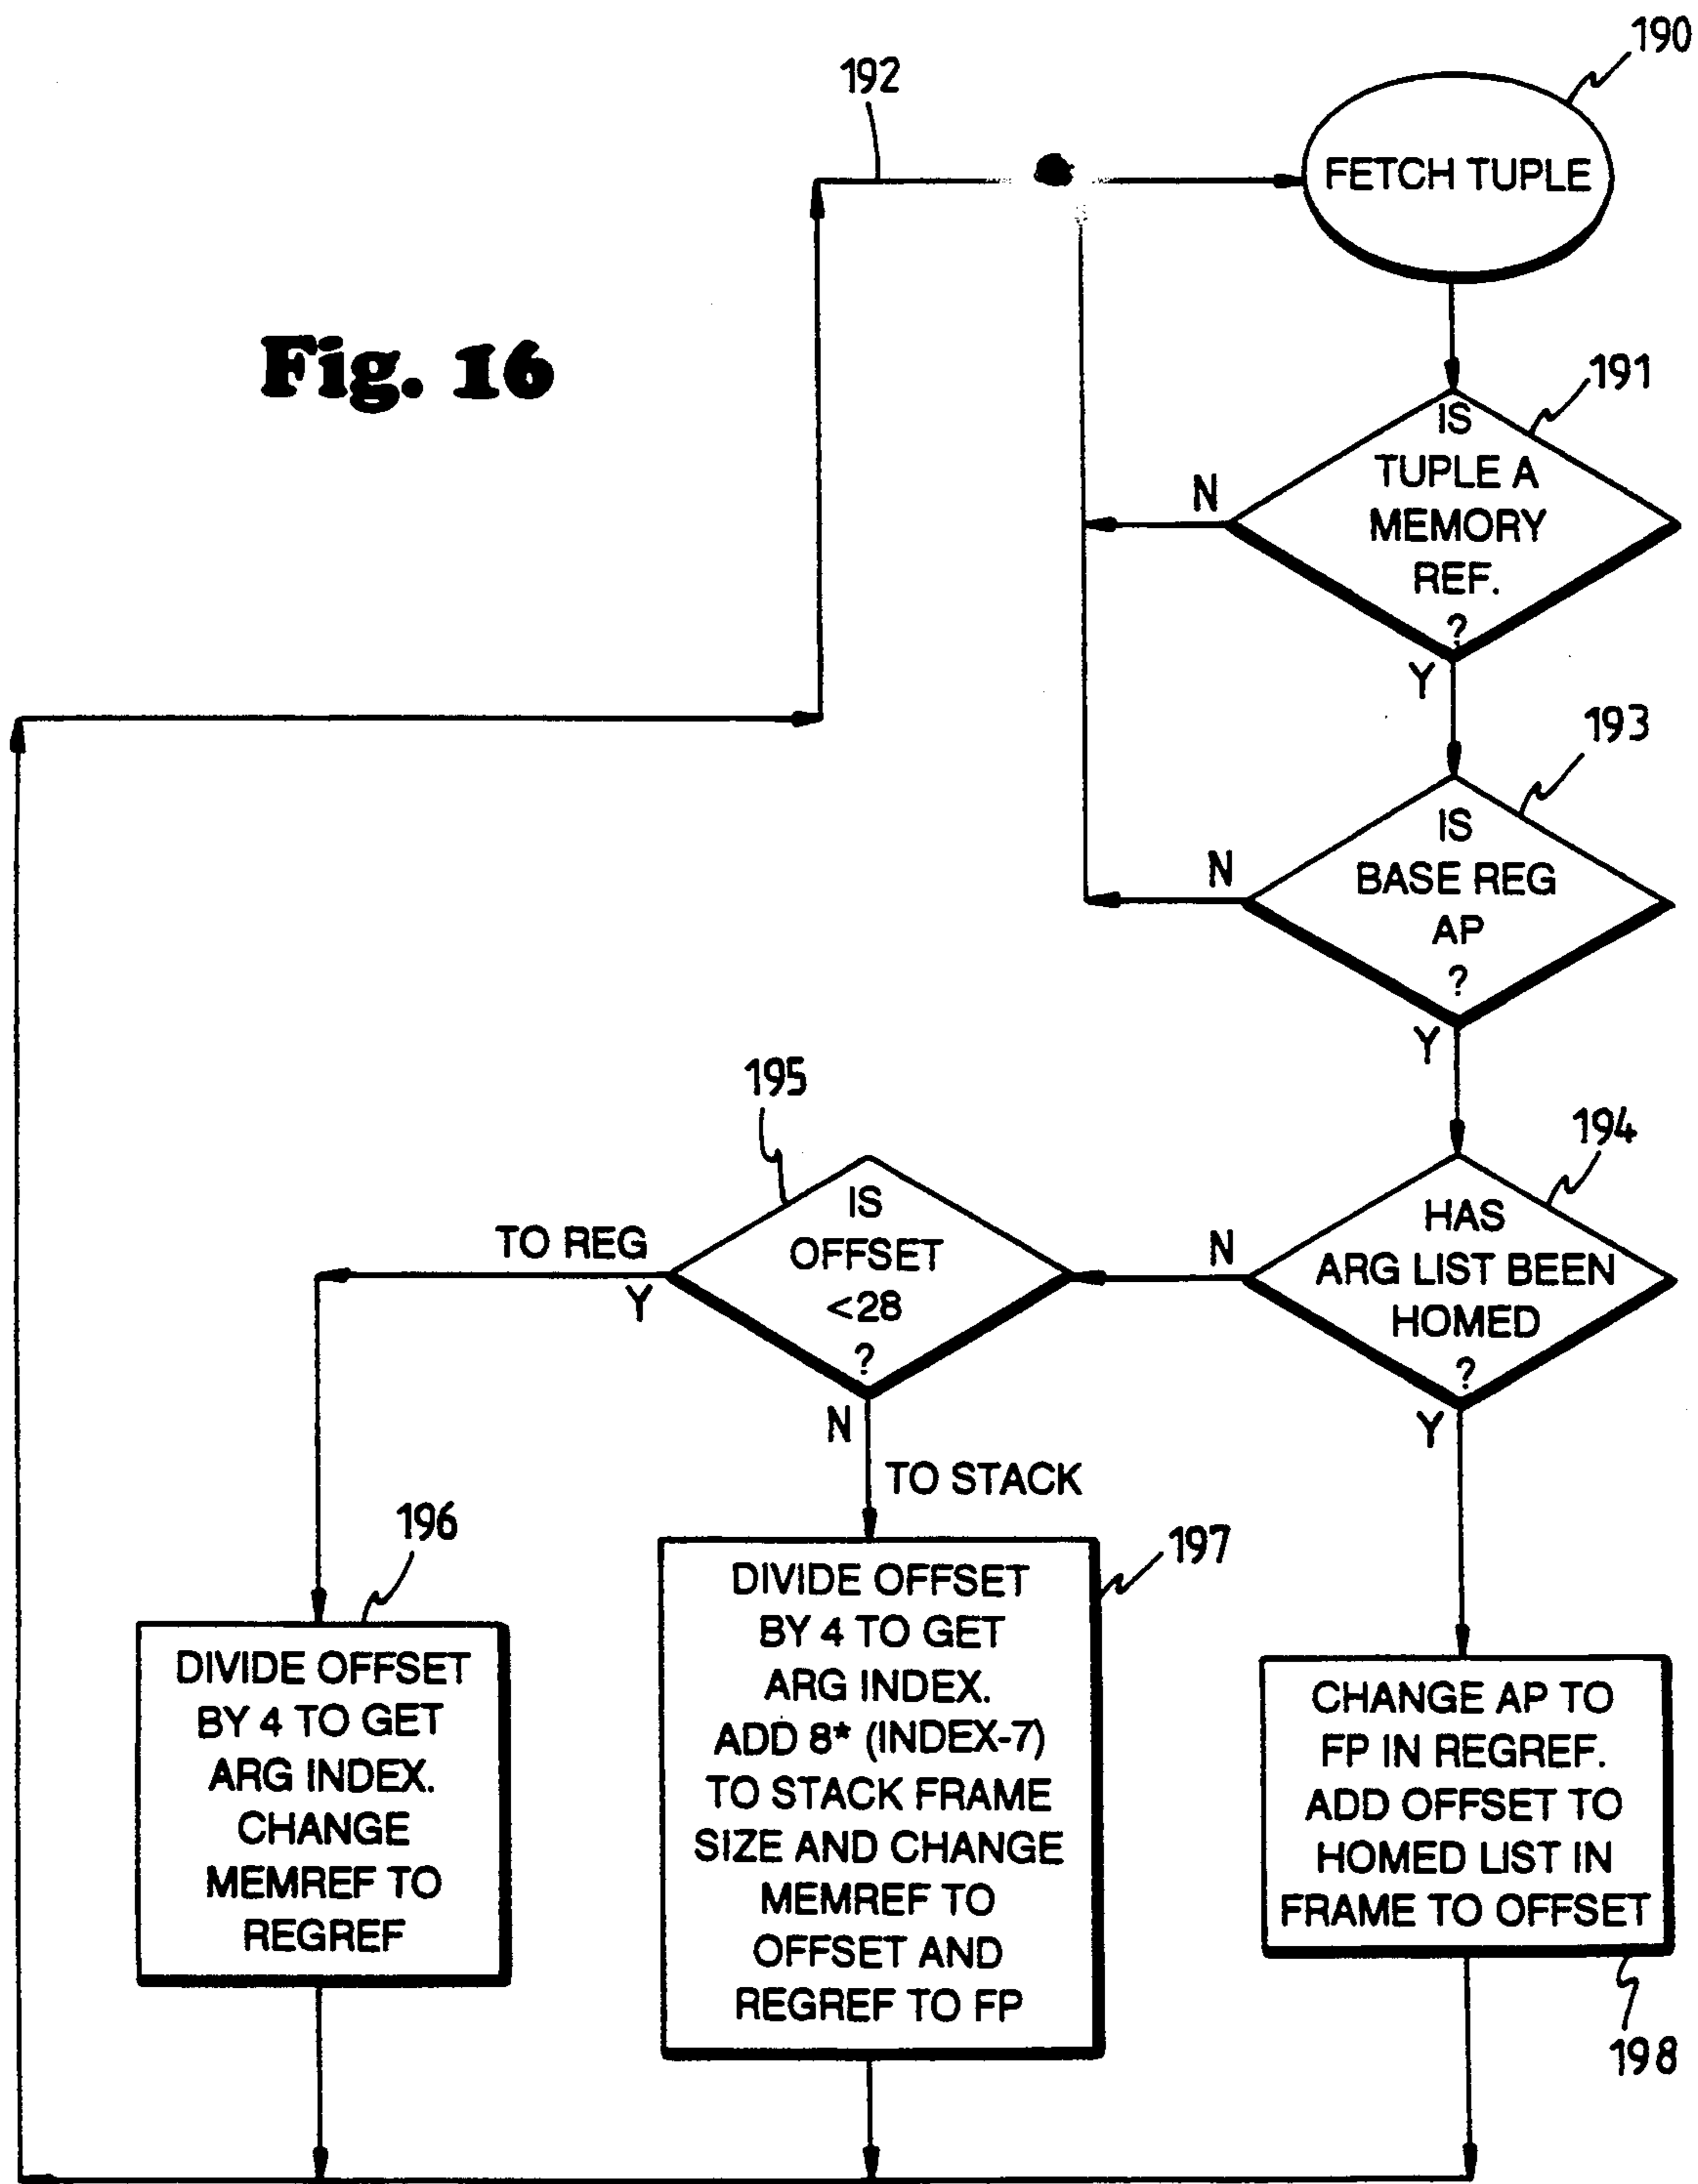 190
192
FETCH TUPLE
Fig. 16
191
IS
TUPLE A
MEMORY
REF.
?
N
Y
193
IS
BASE REG
AP
?
N
Y
195
194
IS
OFFSET
<28
?
TO REG
Y
N
TO STACK
HAS
ARG LIST BEEN
HOMED
?
N
Y
196
DIVIDE OFFSET
BY 4 TO GET
ARG INDEX.
CHANGE
MEMREF TO
REGREF
197
DIVIDE OFFSET
BY 4 TO GET
ARG INDEX.
ADD 8* (INDEX-7)
TO STACK FRAME
SIZE AND CHANGE
MEMREF TO
OFFSET AND
REGREF TO FP
CHANGE AP TO
FP IN REGREF.
ADD OFFSET TO
HOMED LIST IN
FRAME TO OFFSET
198